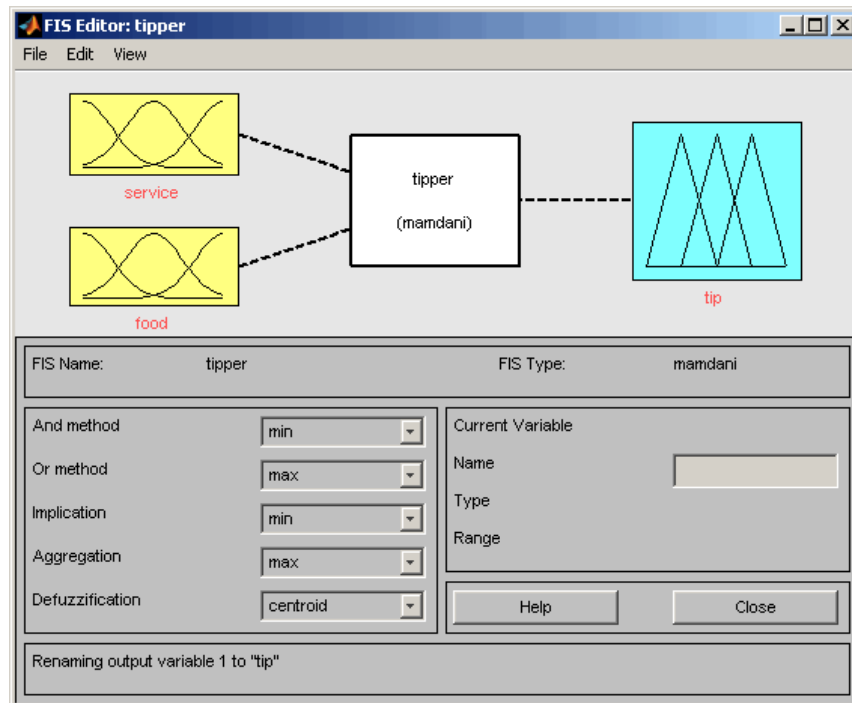 FIS Editor: tipper
File Edit View
service
food
tipper
(mamdani)
tip
FIS Name: tipper FIS Type: mamdani
And method min
Or method max
Implication min
Aggregation max
Defuzzification centroid
Current Variable
Name
Type
Range
Help Close
Renaming output variable 1 to "tip"